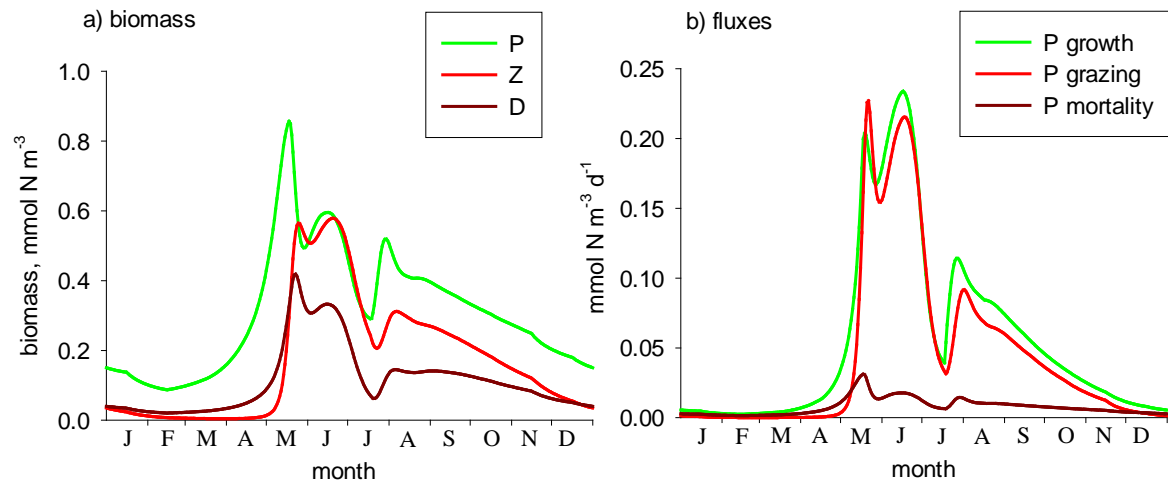 a) biomass
P
Z
D
biomass, mmol N m⁻³
1.0
0.8
0.6
0.4
0.2
0.0
J F M A M J J A S O N D
month
b) fluxes
P growth
P grazing
P mortality
mmol N m⁻³ d⁻¹
0.25
0.20
0.15
0.10
0.05
0.00
J F M A M J J A S O N D
month